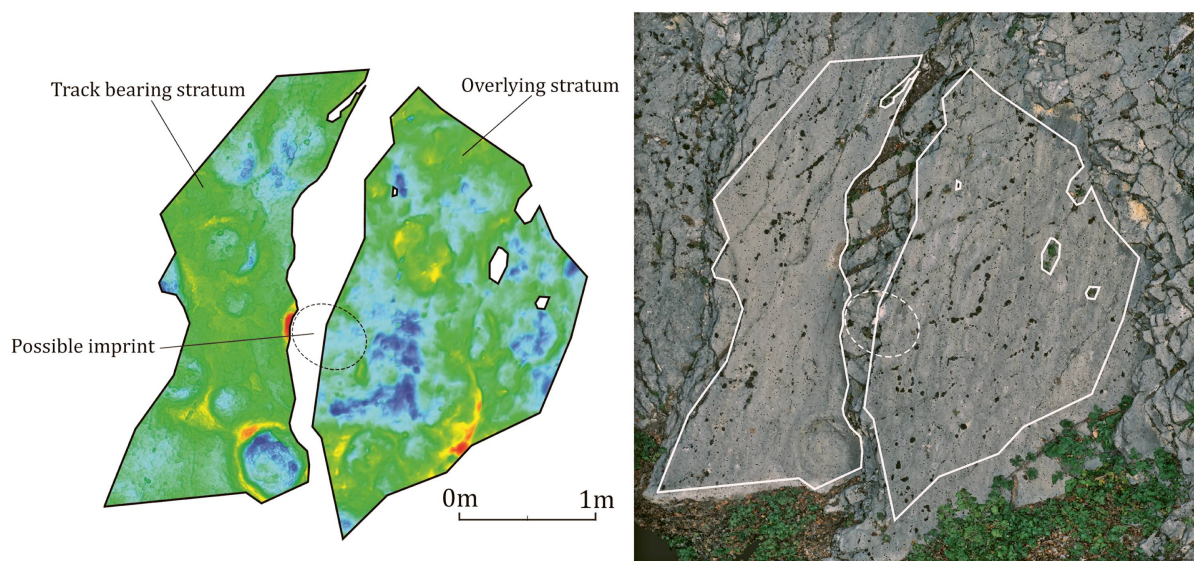 Track bearing stratum
Overlying stratum
Possible imprint
0m 1m